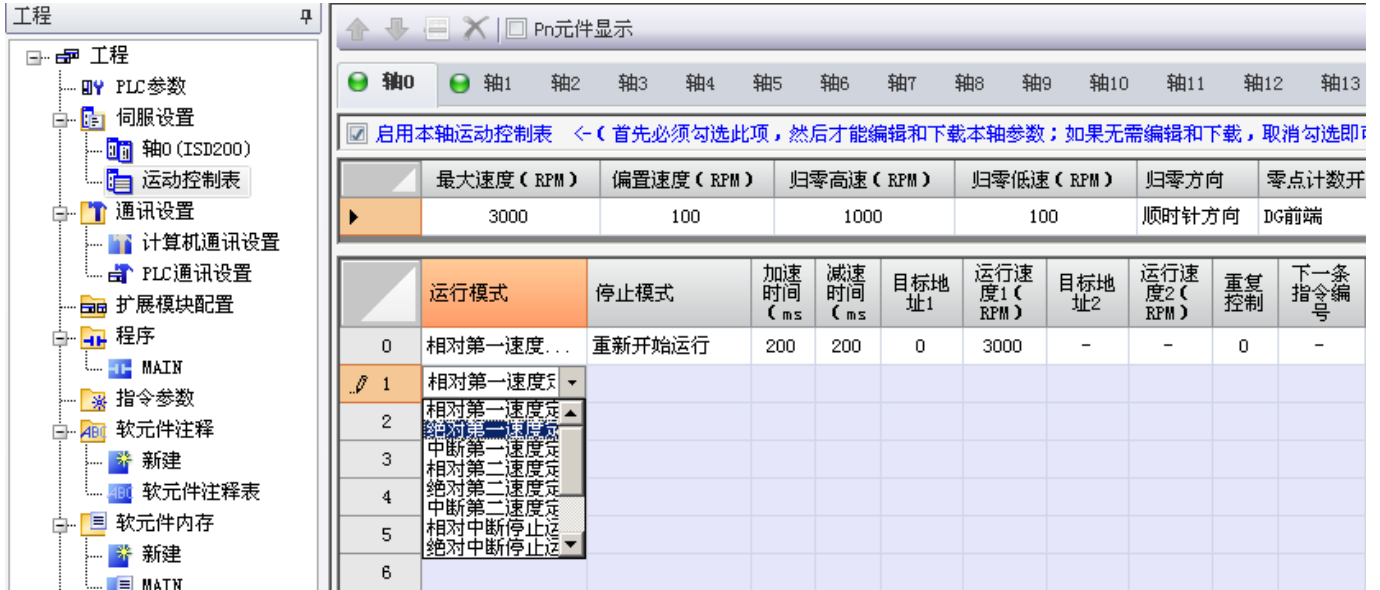 工程
Pn元件显示
工程
PLC参数
伺服设置
轴0(ISD200)
运动控制表
通讯设置
计算机通讯设置
PLC通讯设置
扩展模块配置
程序
MAIN
指令参数
软元件注释
新建
软元件注释表
软元件内存
新建
MAIN
轴0 轴1 轴2 轴3 轴4 轴5 轴6 轴7 轴8 轴9 轴10 轴11 轴12 轴13
启用本轴运动控制表 <-(首先必须勾选此项,然后才能编辑和下载本轴参数;如果无需编辑和下载,取消勾选即可
最大速度(RPM) 偏置速度(RPM) 归零高速(RPM) 归零低速(RPM) 归零方向 零点计数开
3000 100 1000 100 顺时针方向 DG前端
运行模式 停止模式 加速时间(ms 减速时间(ms 目标地址1 运行速度1(RPM) 目标地址2 运行速度2(RPM) 重复控制 下一条指令编号
0 相对第一速度... 重新开始运行 200 200 0 3000 - - 0 -
1 相对第一速度定
相对第一速度定
2 绝对第一速度定
中断第一速度定
3 相对第二速度定
绝对第二速度定
4 中断第二速度定
5 相对中断停止运
绝对中断停止运
6